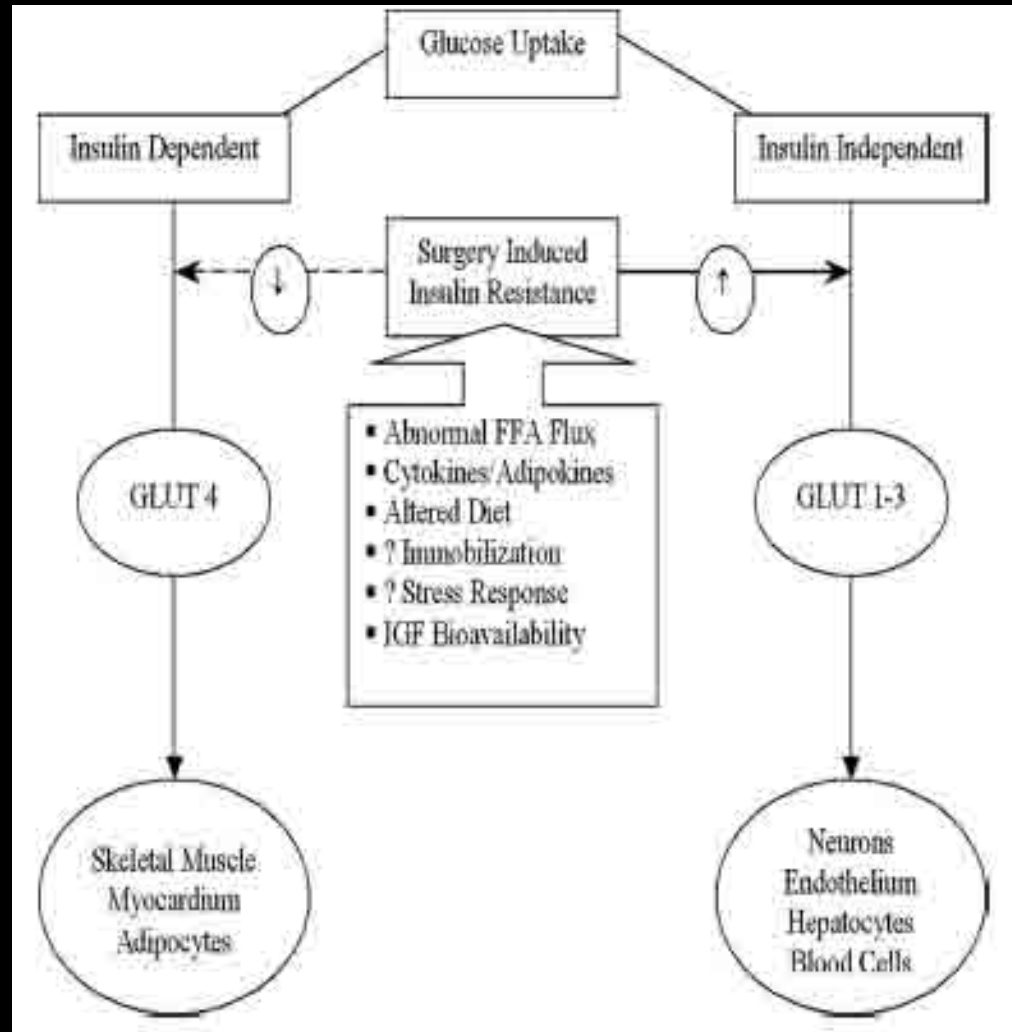 Glucose Uptake
Insulin Dependent
Insulin Independent
Surgery Induced
Insulin Resistance
↓
↑
▪ Abnormal FFA Flux
▪ Cytokines/Adipokines
▪ Altered Diet
▪ ? Immobilization
▪ ? Stress Response
▪ IGF Bioavailability
GLUT 4
GLUT 1-3
Skeletal Muscle
Myocardium
Adipocytes
Neurons
Endothelium
Hepatocytes
Blood Cells